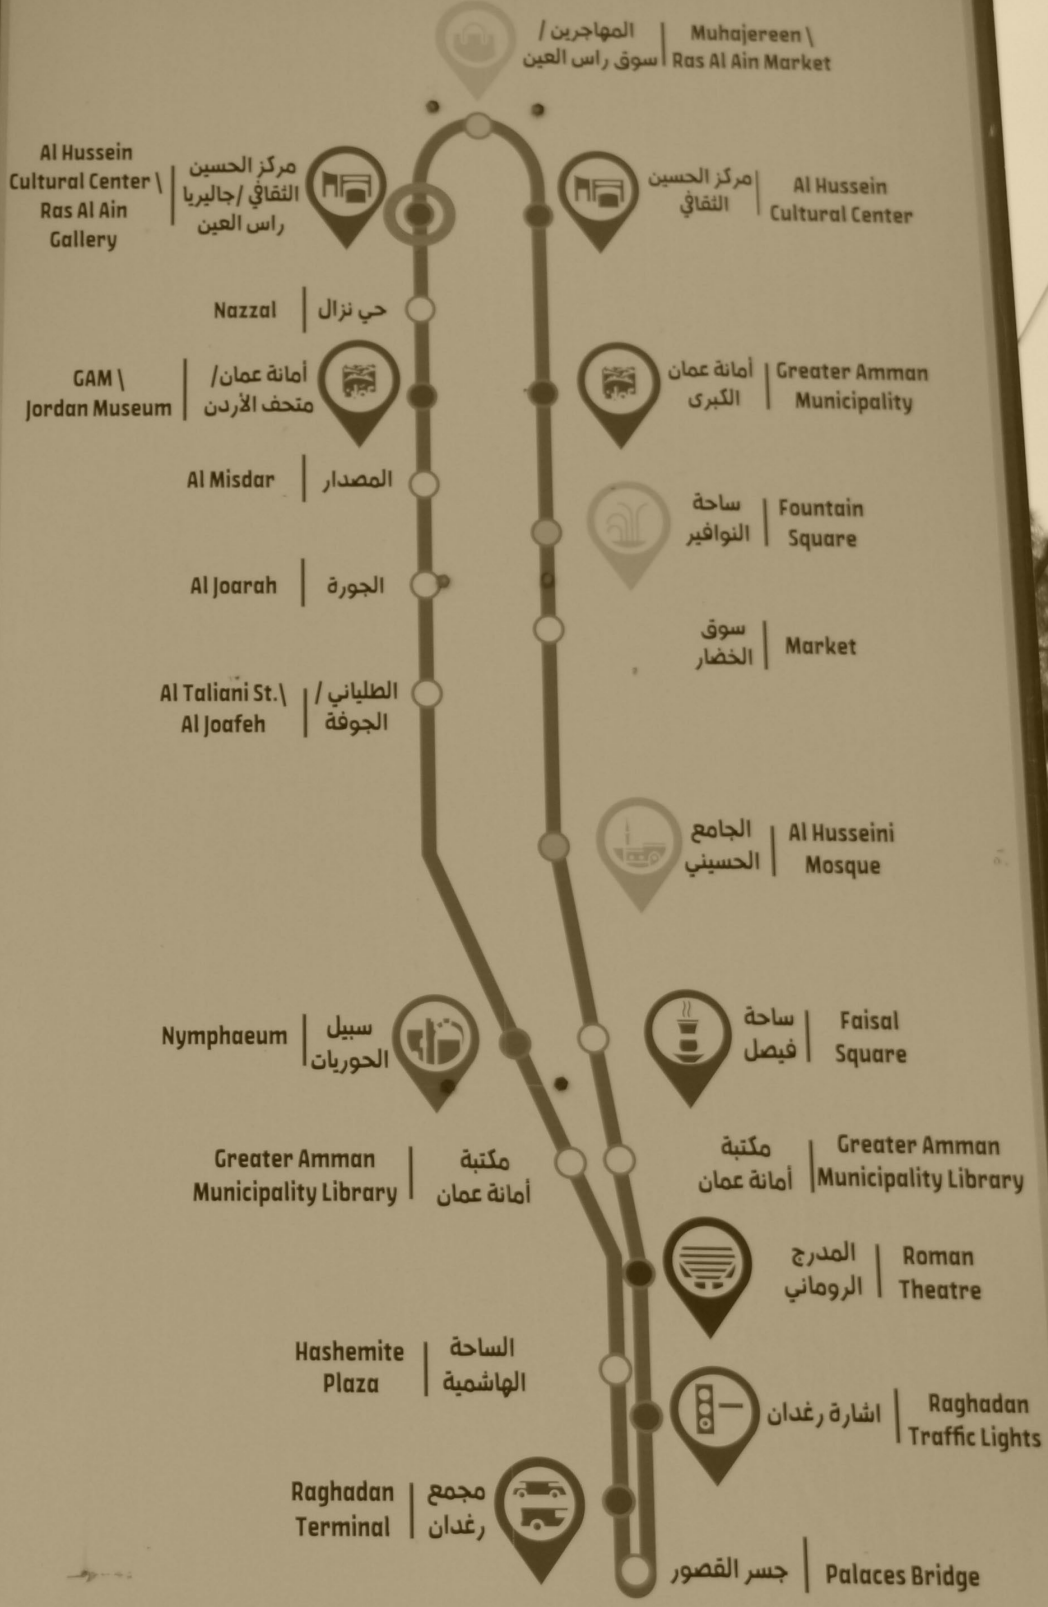 المهاجرين /
سوق راس العين
Muhajereen \
Ras Al Ain Market
Al Hussein
Cultural Center \
Ras Al Ain
Gallery
مركز الحسين
الثقافي / جاليريا
راس العين
مركز الحسين
الثقافي
Al Hussein
Cultural Center
Nazzal
حي نزال
GAM \
Jordan Museum
أمانة عمان/
متحف الأردن
أمانة عمان
الكبرى
Greater Amman
Municipality
Al Misdar
المصدار
ساحة
النوافير
Fountain
Square
Al Joarah
الجورة
سوق
الخضار
Market
Al Taliani St.\
Al Joafeh
الطلياني /
الجوفة
الجامع
الحسيني
Al Husseini
Mosque
Nymphaeum
سبيل
الحوريات
ساحة
فيصل
Faisal
Square
Greater Amman
Municipality Library
مكتبة
أمانة عمان
مكتبة
أمانة عمان
Greater Amman
Municipality Library
المدرج
الروماني
Roman
Theatre
Hashemite
Plaza
الساحة
الهاشمية
اشارة رغدان
Raghadan
Traffic Lights
Raghadan
Terminal
مجمع
رغدان
جسر القصور
Palaces Bridge